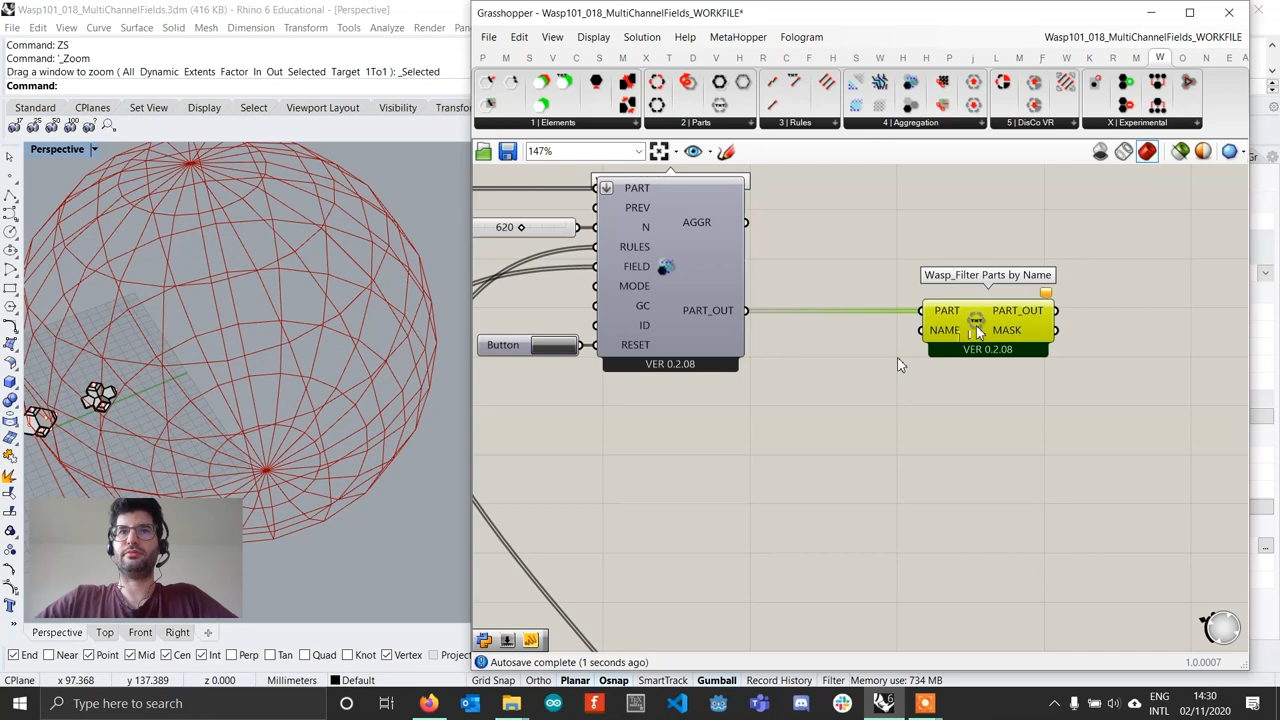 Wasp101_018_MultiChannelFields.3dm (416 KB) - Rhino 6 Educational - [Perspective]
File Edit View Curve Surface Solid Mesh Dimension Transform Tools Analyze Render
Command: ZS
Command: '_Zoom
Drag a window to zoom ( All Dynamic Extents Factor In Out Selected Target 1To1 ): _Selected
Command:
Standard CPlanes Set View Display Select Viewport Layout Visibility Transfo
Perspective
Grasshopper - Wasp101_018_MultiChannelFields_WORKFILE*
File Edit View Display Solution Help MetaHopper Fologram
Wasp101_018_MultiChannelFields_WORKFILE
P M S V C S M R D T K A F L S H F H P j L M F W O N E A
1 | Elements 2 | Parts 3 | Rules 4 | Aggregation 5 | DisCo VR X | Experimental
147%
PART
PREV
N
RULES
FIELD
MODE
GC
ID
RESET
AGGR
PART_OUT
VER 0.2.08
620
Button
Wasp_Filter Parts by Name
PART PART_OUT
NAME MASK
VER 0.2.08
Autosave complete (1 seconds ago)
1.0.0007
Perspective Top Front Right
End Near Point Mid Cen Int Perp Tan Quad Knot Vertex Project
CPlane x 97.368 y 137.389 z 0.000 Millimeters Default Grid Snap Ortho Planar Osnap SmartTrack Gumball Record History Filter Memory use: 734 MB
Type here to search
ENG
INTL
14:30
02/11/2020